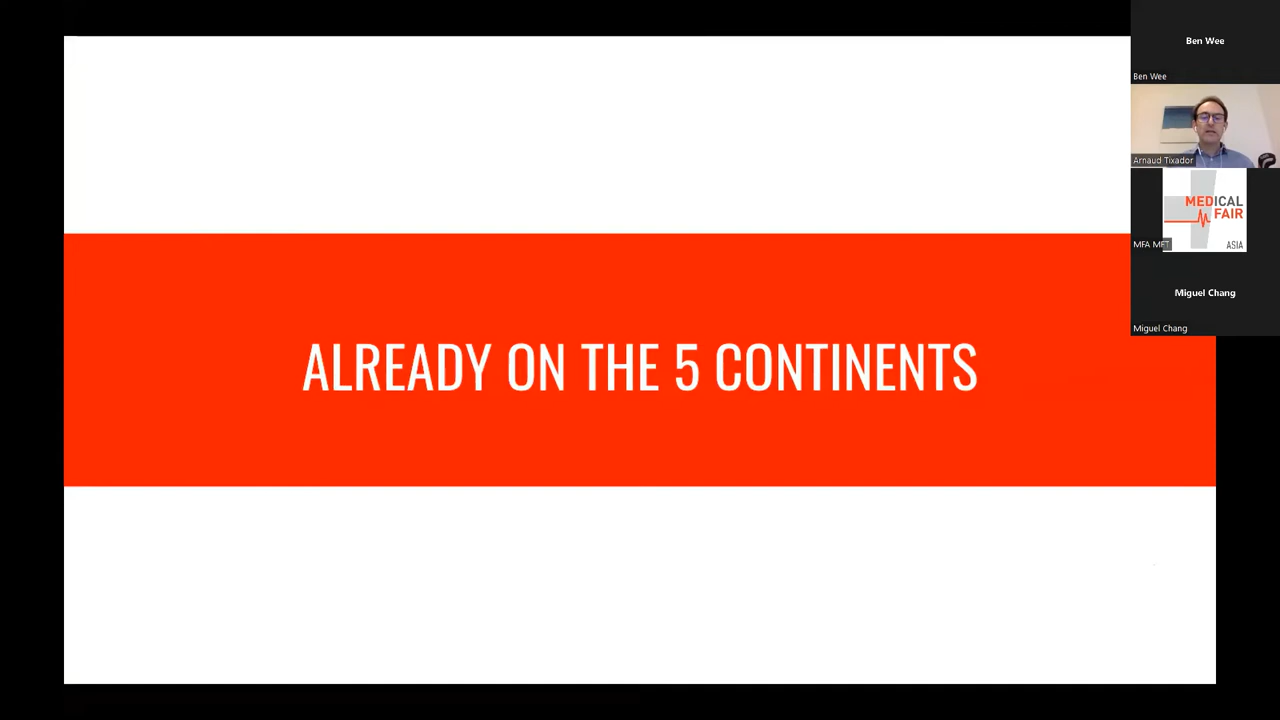 Ben Wee
Ben Wee
Arnaud Tixador
MEDICAL
FAIR
ASIA
MFA MFT
Miguel Chang
Miguel Chang
ALREADY ON THE 5 CONTINENTS